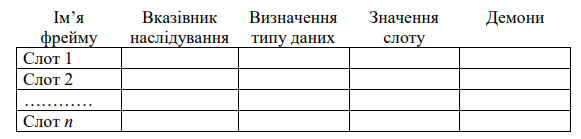 Ім’я Вказівник Визначення Значення Демони
фрейму наслідування типу даних слоту
Слот 1
Слот 2
…………
Слот n